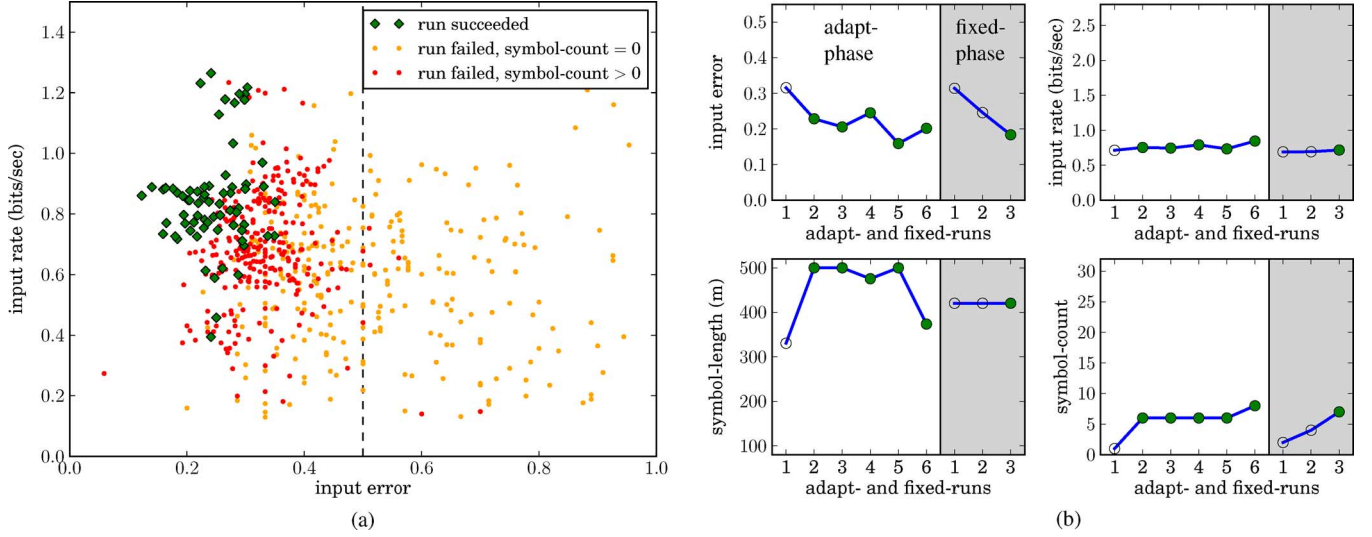 1.4
1.2
1.0
0.8
0.6
0.4
0.2
0.0
0.0 0.2 0.4 0.6 0.8 1.0
input rate (bits/sec)
input error
run succeeded
run failed, symbol-count = 0
run failed, symbol-count > 0
(a)
0.5
0.4
0.3
0.2
0.1
0.0
input error
adapt-
phase
fixed-
phase
1 2 3 4 5 6 1 2 3
adapt- and fixed-runs
2.5
2.0
1.5
1.0
0.5
0.0
input rate (bits/sec)
1 2 3 4 5 6 1 2 3
adapt- and fixed-runs
500
400
300
200
100
symbol-length (m)
1 2 3 4 5 6 1 2 3
adapt- and fixed-runs
30
25
20
15
10
5
0
symbol-count
1 2 3 4 5 6 1 2 3
adapt- and fixed-runs
(b)